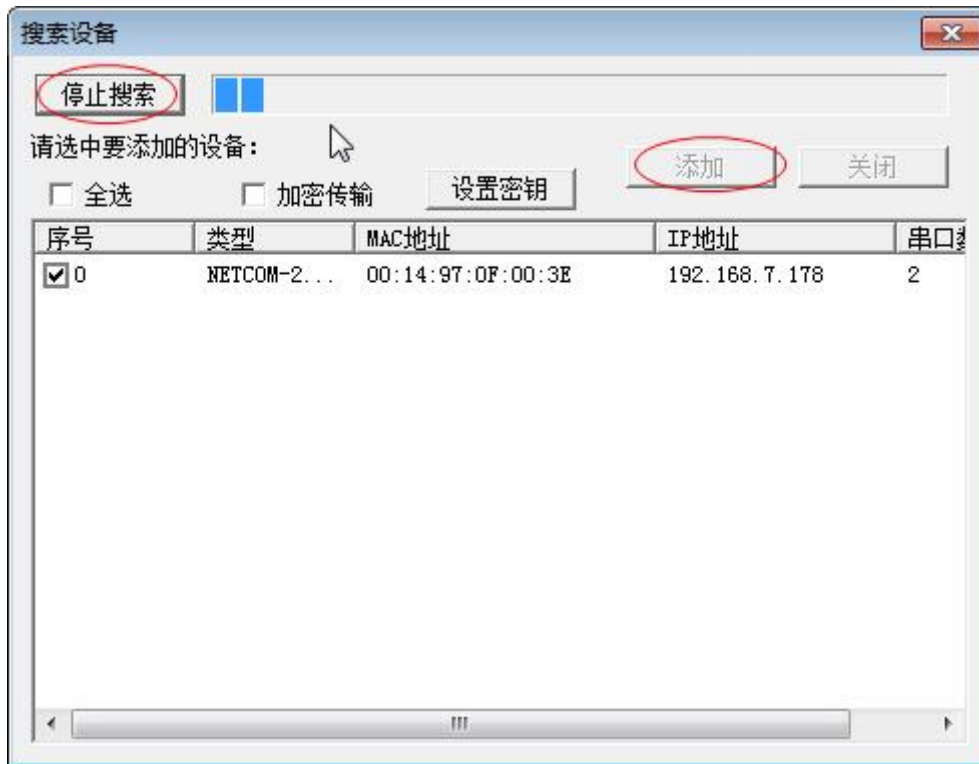 搜索设备
停止搜索
请选中要添加的设备:
添加 关闭
全选 加密传输 设置密钥
序号 类型 MAC地址 IP地址 串口数
0 NETCOM-2... 00:14:97:0F:00:3E 192.168.7.178 2